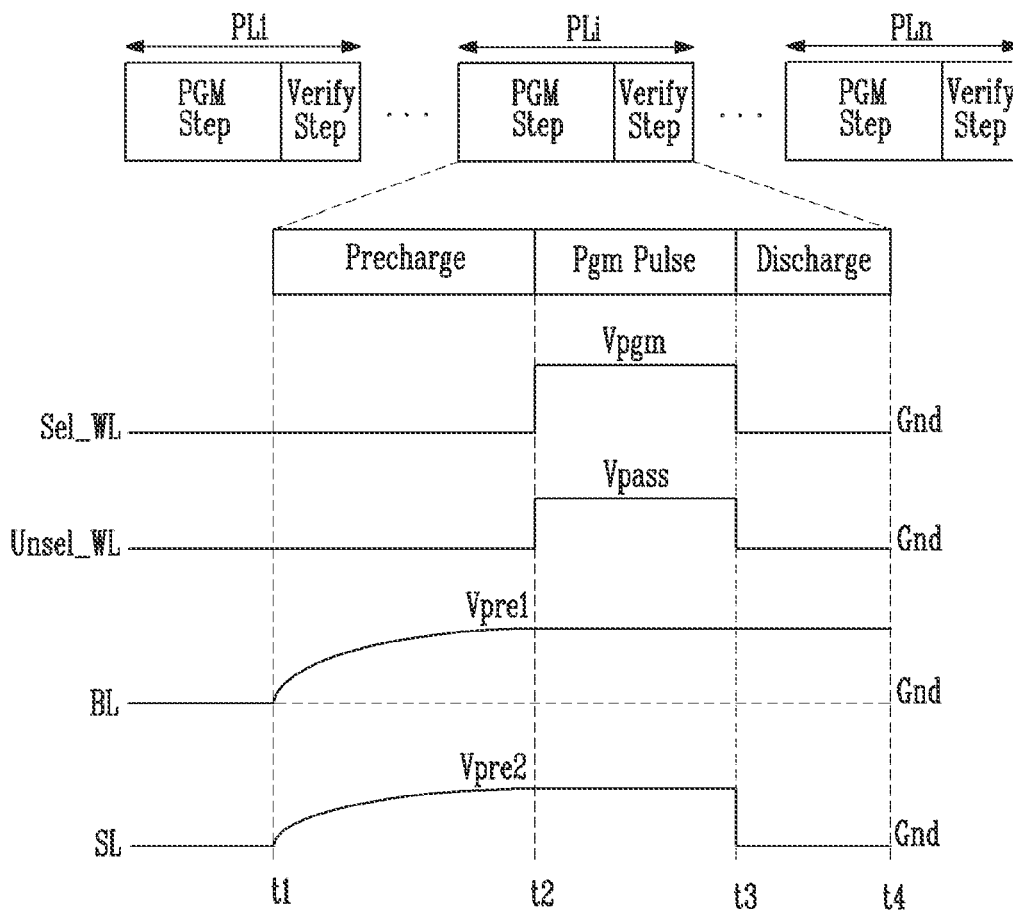 PL1 PLi PLn
PGM Step
Verify Step
· · ·
PGM Step
Verify Step
· · ·
PGM Step
Verify Step
Precharge Pgm Pulse Discharge
Vpgm
Sel_WL Gnd
Vpass
Unsel_WL Gnd
Vpre1
BL Gnd
Vpre2
SL Gnd
t1 t2 t3 t4